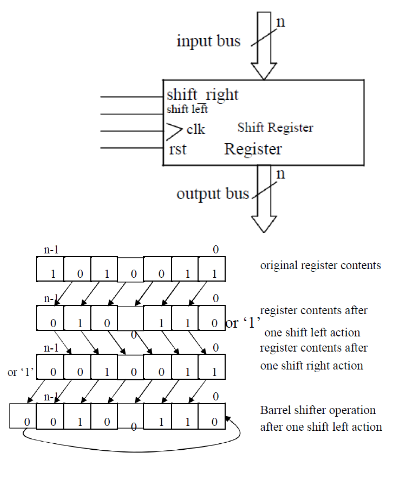 n
input bus
shift_right
shift left
clk Shift Register
rst Register
n
output bus
n-1 0
1 0 1 0 0 1 1 original register contents
n-1 0
0 1 0 0 1 1 0 or ‘1’ register contents after
one shift left action
n-1 0 register contents after
or ‘1’ 0 0 1 0 0 1 1 one shift right action
n-1 0
0 0 1 0 0 1 1 0 Barrel shifter operation
after one shift left action